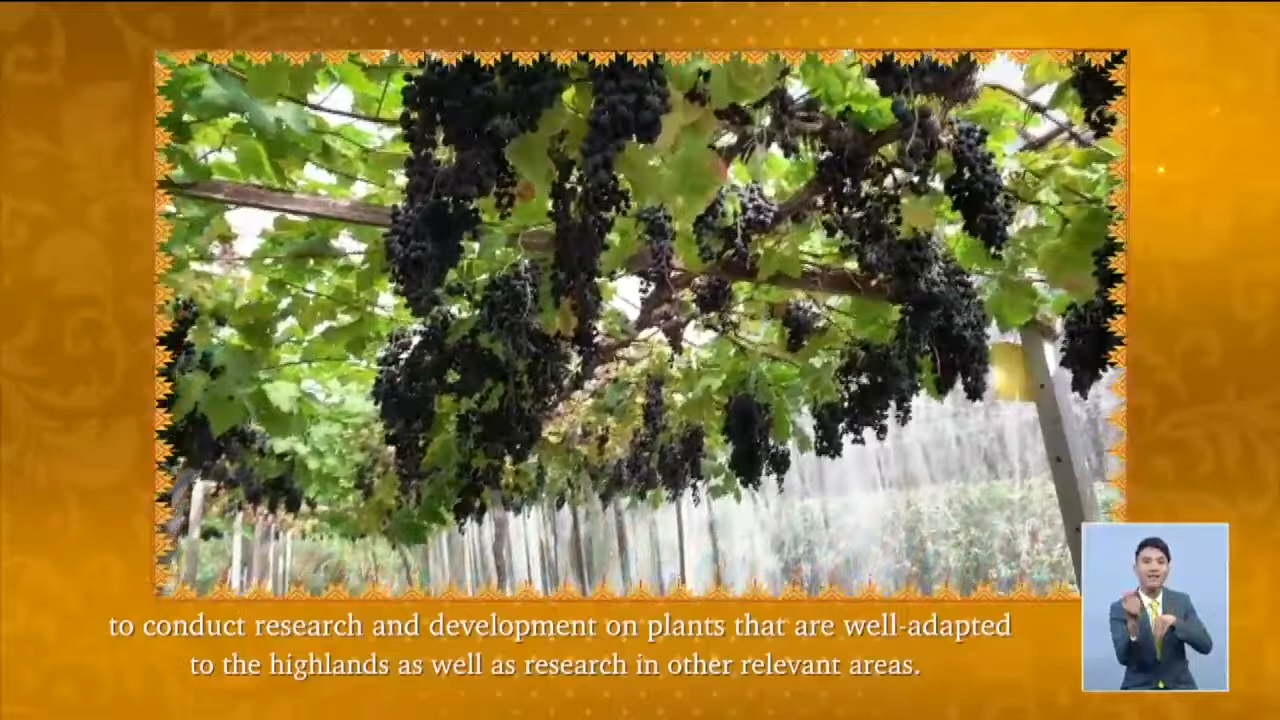 to conduct research and development on plants that are well-adapted
to the highlands as well as research in other relevant areas.